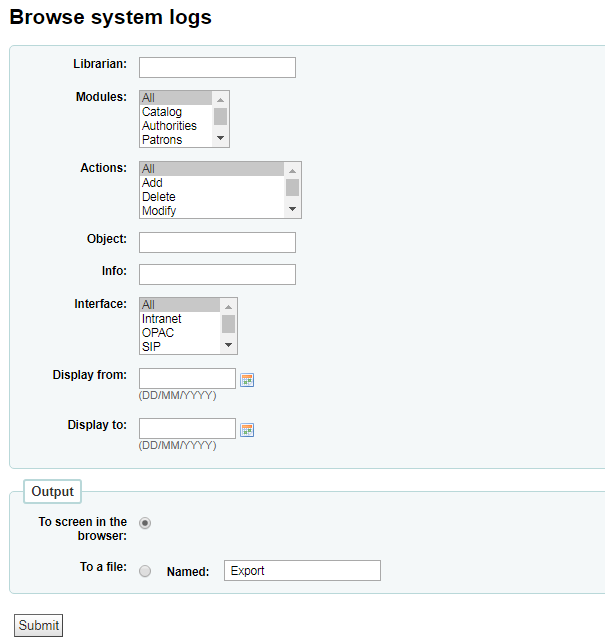 Browse system logs
Librarian:
Modules: All
Catalog
Authorities
Patrons
Actions: All
Add
Delete
Modify
Object:
Info:
Interface: All
Intranet
OPAC
SIP
Display from:
(DD/MM/YYYY)
Display to:
(DD/MM/YYYY)
Output
To screen in the
browser:
To a file: Named: Export
Submit